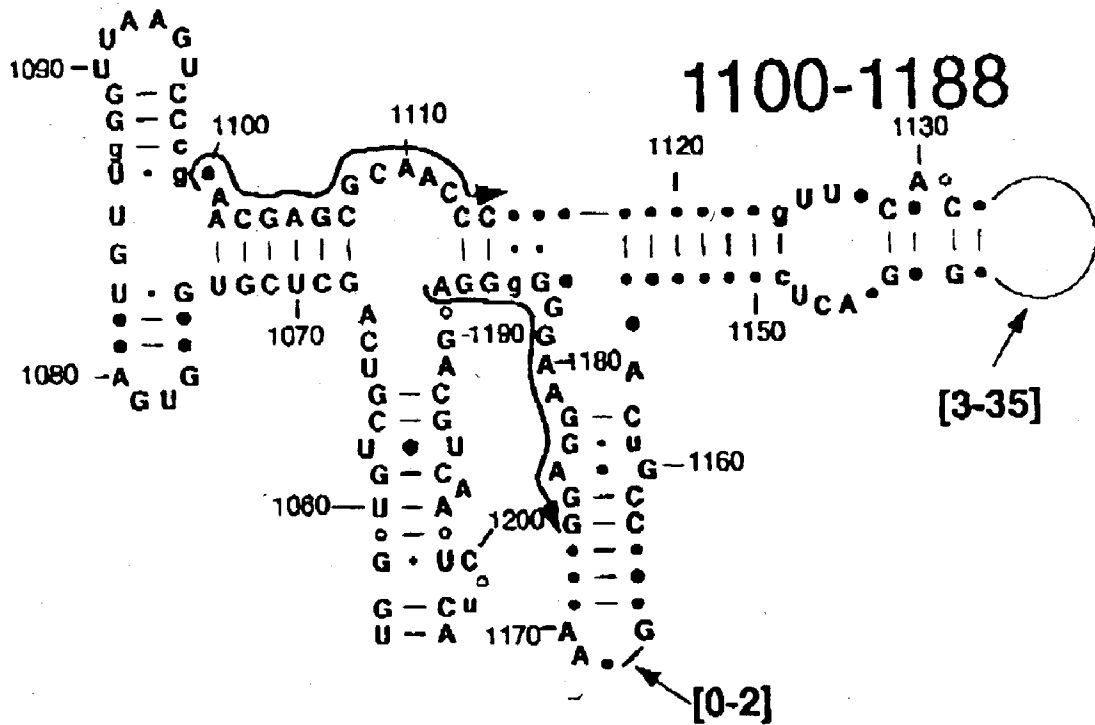 1100-1188
U A A G U
1090
U G G g U U G U
C C C g
1100
A A C G A G C G C A A C C C
1110
1120
g U U C
1130
A C
U G C U C G
1070
G A C U G
1080
A G U G
G
A G G g G
1190
1150
c U C A G G
G C U C G U
G A C G U C A A U C
1180
G G A A G G A G G
A C u G C C G
1160
[3-35]
1060
U G U G
1200
C u A
U G
1170
A A
[0-2]